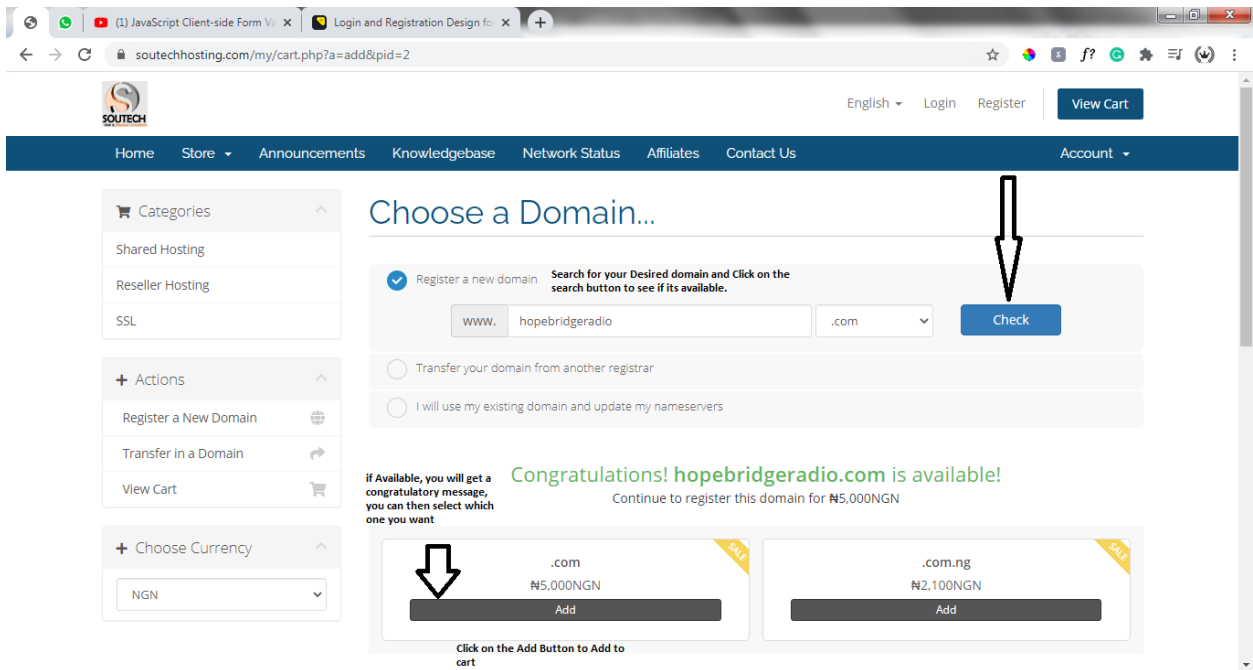 (1) JavaScript Client-side Form Va
Login and Registration Design fo
soutechhosting.com/my/cart.php?a=add&pid=2
f?
SOUTECH
English
Login
Register
View Cart
Home
Store
Announcements
Knowledgebase
Network Status
Affiliates
Contact Us
Account
Categories
Shared Hosting
Reseller Hosting
SSL
Actions
Register a New Domain
Transfer in a Domain
View Cart
Choose Currency
NGN
Choose a Domain...
Register a new domain
Search for your Desired domain and Click on the
search button to see if its available.
www.
hopebridgeradio
.com
Check
Transfer your domain from another registrar
I will use my existing domain and update my nameservers
if Available, you will get a
congratulatory message,
you can then select which
one you want
Congratulations! hopebridgeradio.com is available!
Continue to register this domain for ₦5,000NGN
SALE
.com
₦5,000NGN
Add
SALE
.com.ng
₦2,100NGN
Add
Click on the Add Button to Add to
cart